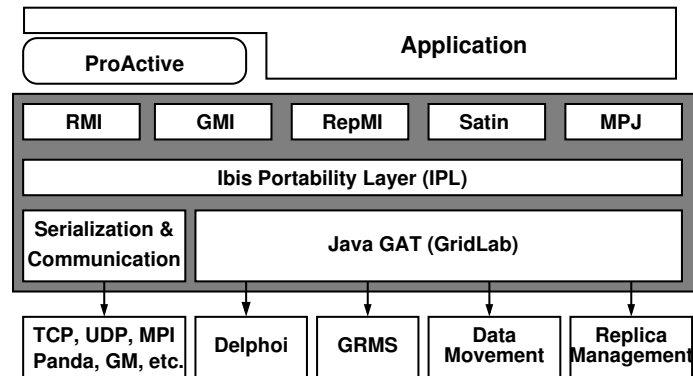 Application
ProActive
RMI
GMI
RepMI
Satin
MPJ
Ibis Portability Layer (IPL)
Serialization &
Communication
Java GAT (GridLab)
TCP, UDP, MPI
Panda, GM, etc.
Delphoi
GRMS
Data
Movement
Replica
Management